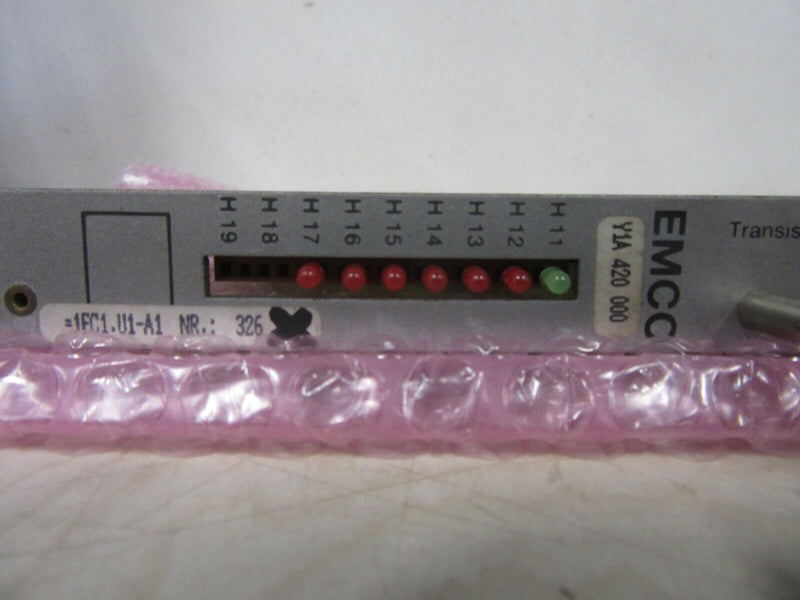 H 19
H 18
H 17
H 16
H 15
H 14
H 13
H 12
H 11
Y1A 420 000
EMCC
Transis
=1FC1.U1-A1 NR.: 326